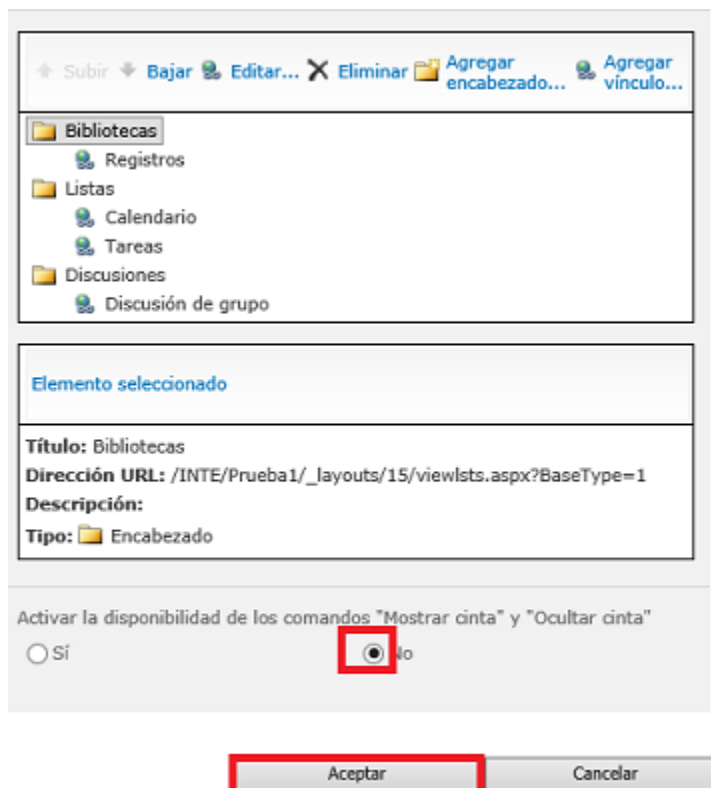 Subir Bajar Editar... Eliminar Agregar encabezado... Agregar vínculo...
Bibliotecas
Registros
Listas
Calendario
Tareas
Discusiones
Discusión de grupo
Elemento seleccionado
Título: Bibliotecas
Dirección URL: /INTE/Prueba1/_layouts/15/viewlsts.aspx?BaseType=1
Descripción:
Tipo: Encabezado
Activar la disponibilidad de los comandos "Mostrar cinta" y "Ocultar cinta"
Sí No
Aceptar Cancelar